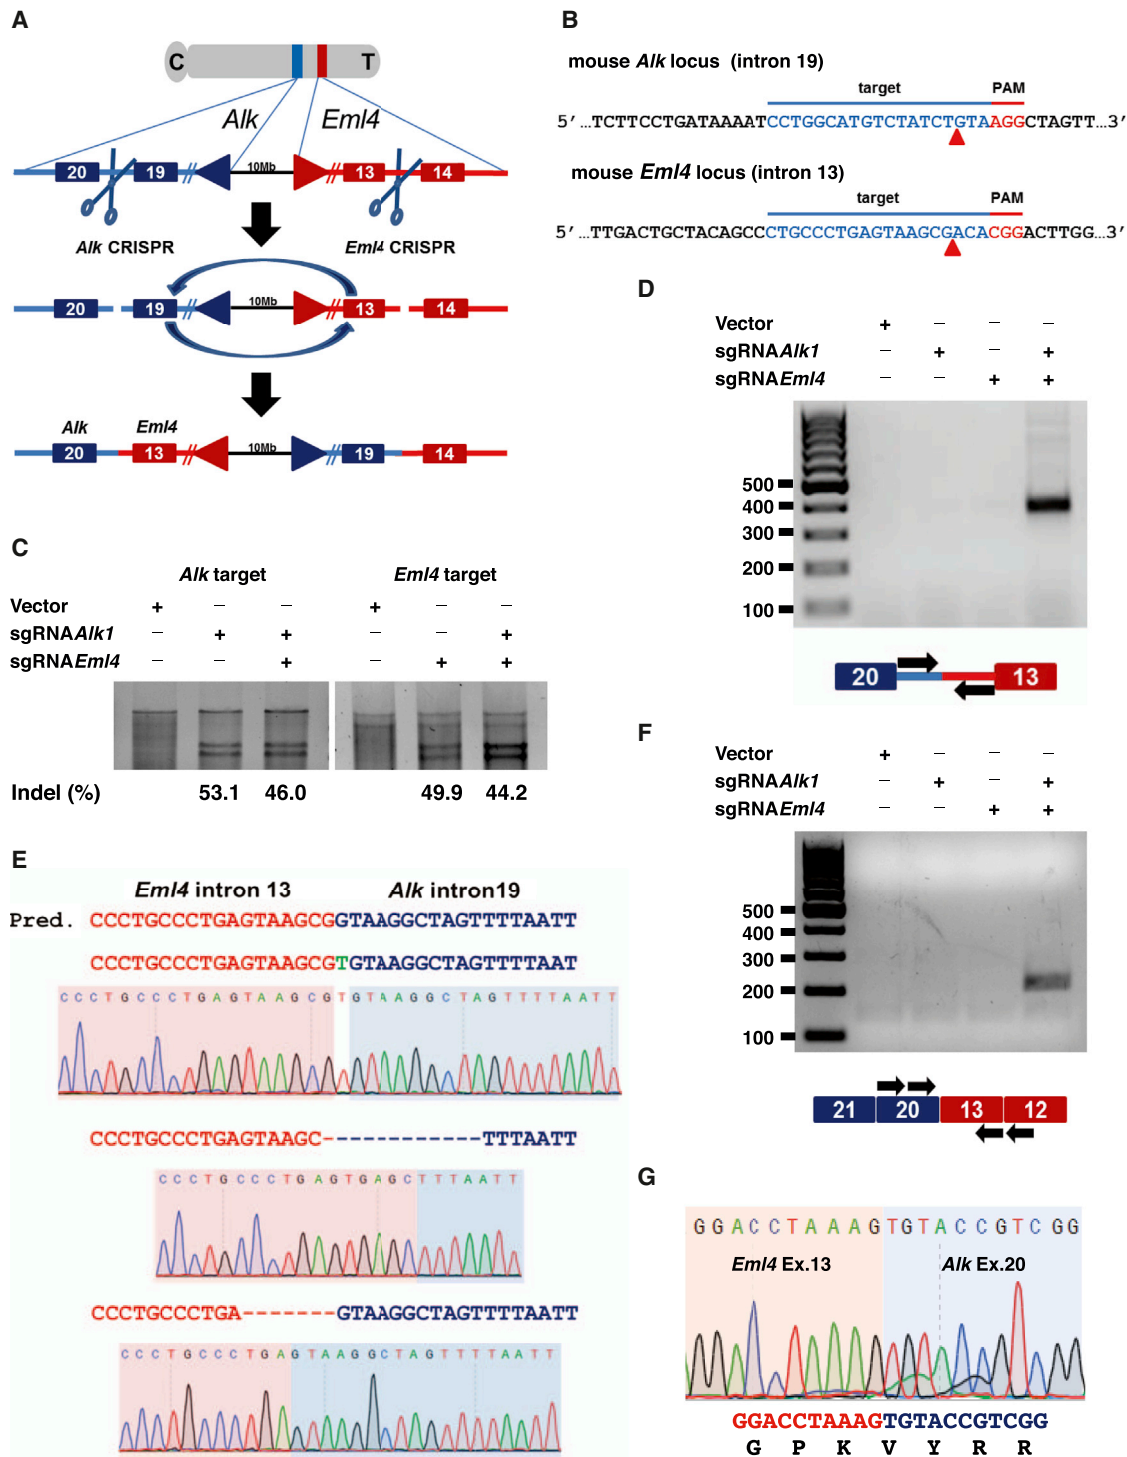 A
C T
Alk Eml4
20 19 10Mb 13 14
Alk CRISPR Eml4 CRISPR
20 19 10Mb 13 14
Alk Eml4
20 13 10Mb 19 14
B
mouse Alk locus (intron 19)
target PAM
5′…TCTTCCTGATAAAATCCTGGCATGTCTATCTGTAAGGCTAGTT…3′
mouse Eml4 locus (intron 13)
target PAM
5′…TTGACTGCTACAGCCCTGCCCTGAGTAAGCGACACGGACTTGG…3′
C
Alk target Eml4 target
Vector + – – + – –
sgRNAAlk1 – + + – – +
sgRNAEml4 – – + – + +
Indel (%) 53.1 46.0 49.9 44.2
D
Vector + – – –
sgRNAAlk1 – + – +
sgRNAEml4 – – + +
500
400
300
200
100
20 13
E
Eml4 intron 13 Alk intron19
Pred. CCCTGCCCTGAGTAAGCGGTAAGGCTAGTTTTAATT
CCCTGCCCTGAGTAAGCGTGTAAGGCTAGTTTTAAT
CCCTGCCCTGAGTAAGCGTGTAAGGCTAGTTTTAATT
CCCTGCCCTGAGTAAGC------------TTTAATT
CCCTGCCCTGAGTGAGCTTTAATT
CCCTGCCCTGA-------GTAAGGCTAGTTTTAATT
CCCTGCCCTGAGTAAGGCTAGTTTTAATT
F
Vector + – – –
sgRNAAlk1 – + – +
sgRNAEml4 – – + +
500
400
300
200
100
21 20 13 12
G
GGACCTAAAGTGTACCGTCGG
Eml4 Ex.13 Alk Ex.20
GGACCTAAAGTGTACCGTCGG
G P K V Y R R